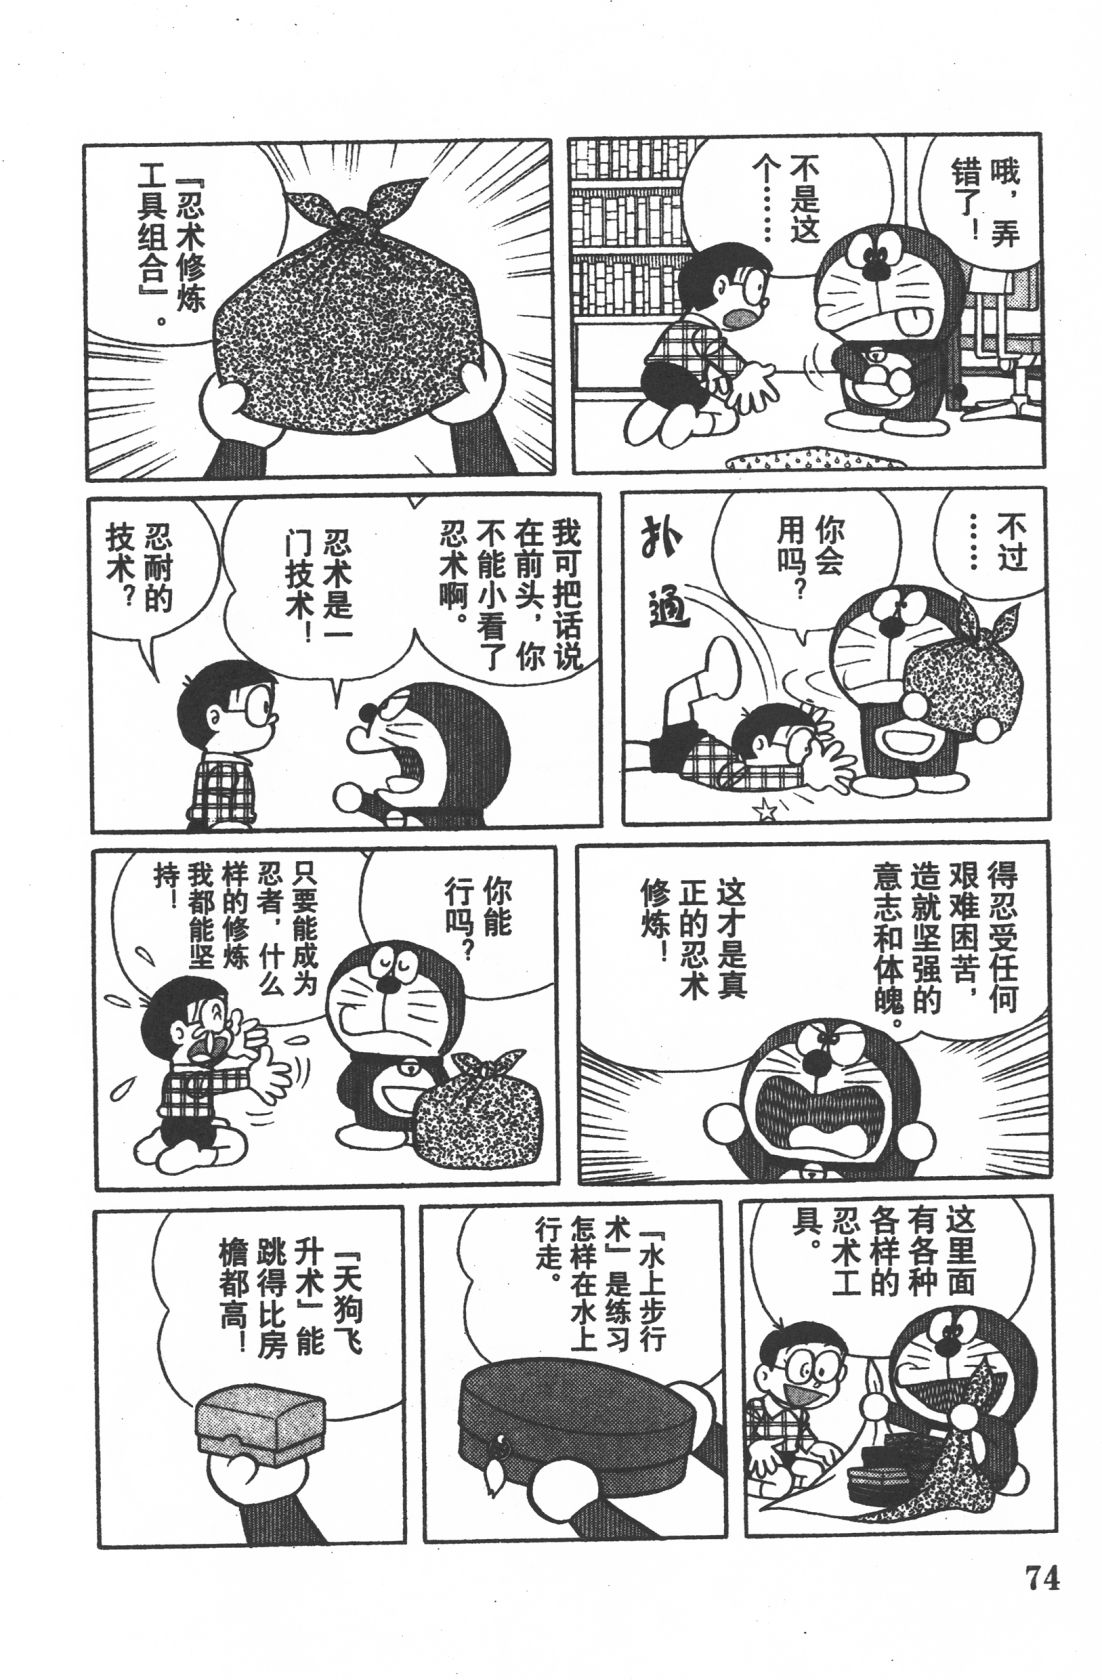 哦，弄
错了！
不是这
个……
『忍术修炼
工具组合』。
不过
……
你会
用吗？
扑
通
我可把话说
在前头，你
不能小看了
忍术啊。
忍术是一
门技术！
忍耐的
技术？
得忍受任何
艰难困苦，
造就坚强的
意志和体魄。
这才是真
正的忍术
修炼！
你能
行吗？
只要能成为
忍者，什么
样的修炼
我都能坚
持！
这里面
有各种
各样的
忍术工
具。
『水上步行
术』是练习
怎样在水上
行走。
『天狗飞
升术』能
跳得比房
檐都高！
74